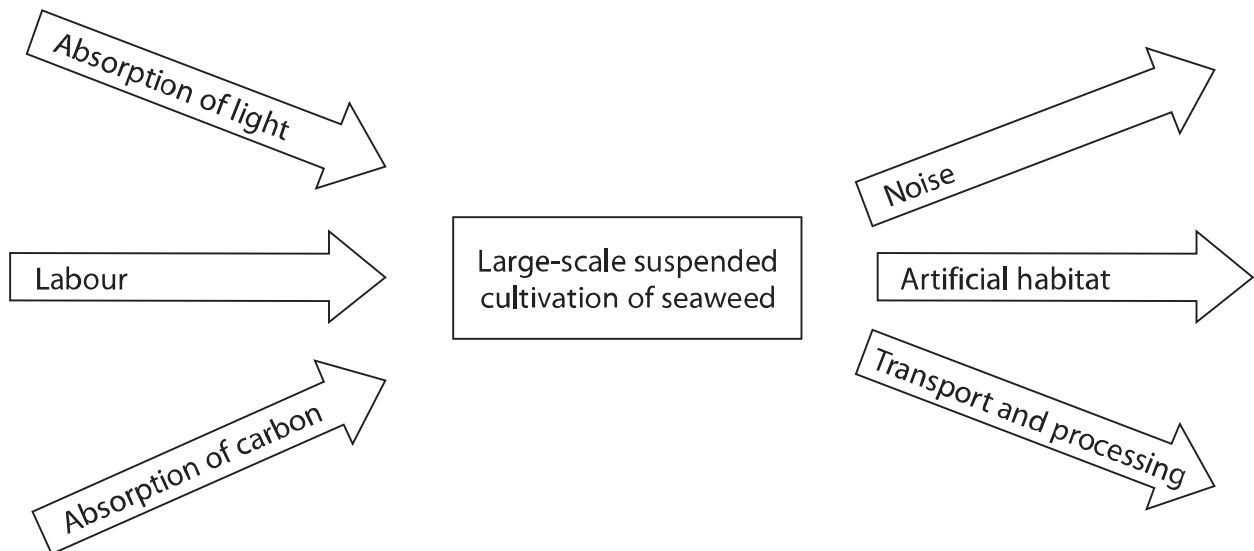 Absorption of light
Labour
Absorption of carbon
Large-scale suspended
cultivation of seaweed
Noise
Artificial habitat
Transport and processing